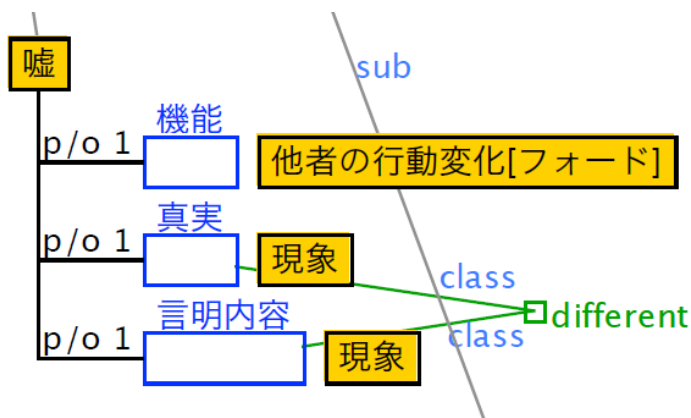 嘘
sub
機能
p/o 1
他者の行動変化[フォード]
真実
p/o 1
現象
class
different
言明内容
p/o 1
現象
class